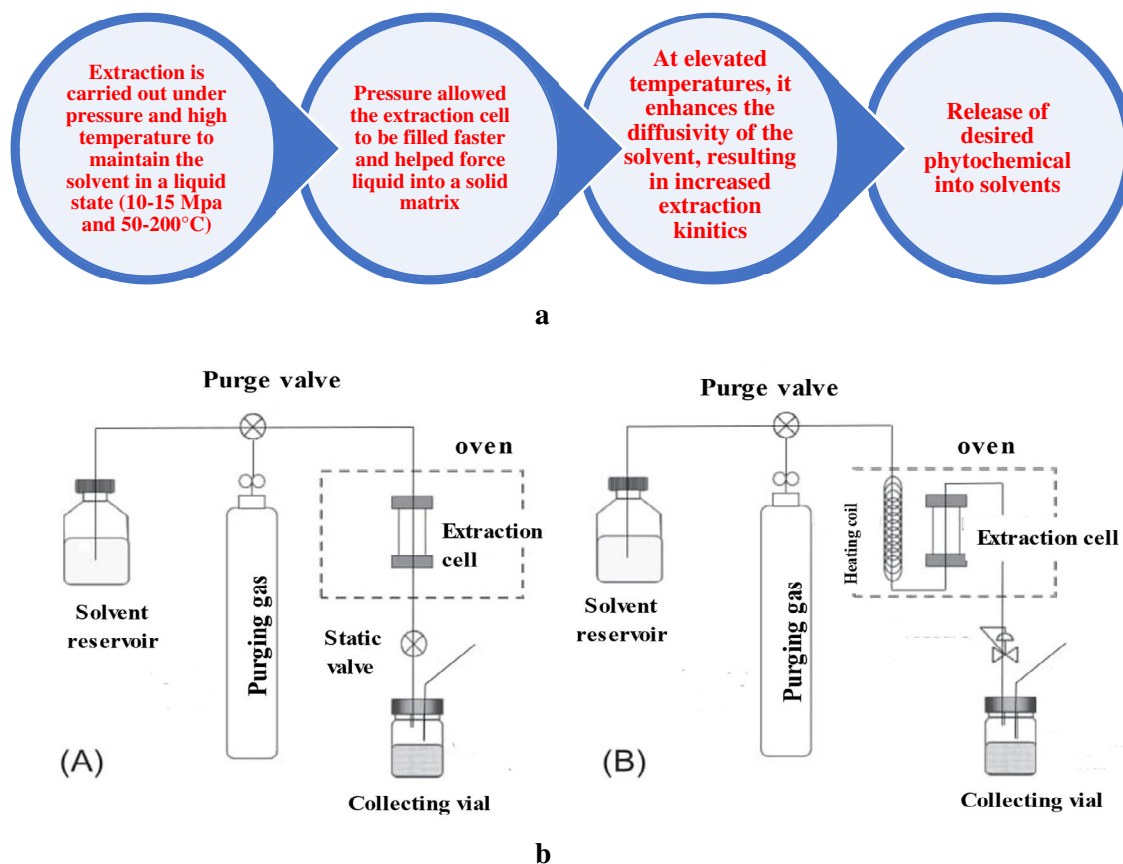 Extraction is
carried out under
pressure and high
temperature to
maintain the
solvent in a liquid
state (10-15 Mpa
and 50-200°C)
Pressure allowed
the extraction cell
to be filled faster
and helped force
liquid into a solid
matrix
At elevated
temperatures, it
enhances the
diffusivity of the
solvent, resulting
in increased
extraction
kinitics
Release of
desired
phytochemical
into solvents
a
Purge valve
oven
Extraction
cell
Solvent
reservoir
Purging gas
Static
valve
(A)
Collecting vial
Purge valve
oven
Heating coil
Extraction cell
Solvent
reservoir
Purging gas
(B)
Collecting vial
b